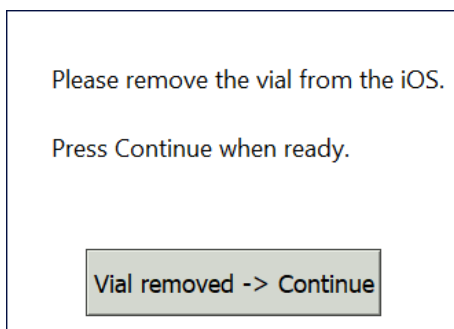 Please remove the vial from the iOS.
Press Continue when ready.
Vial removed -> Continue